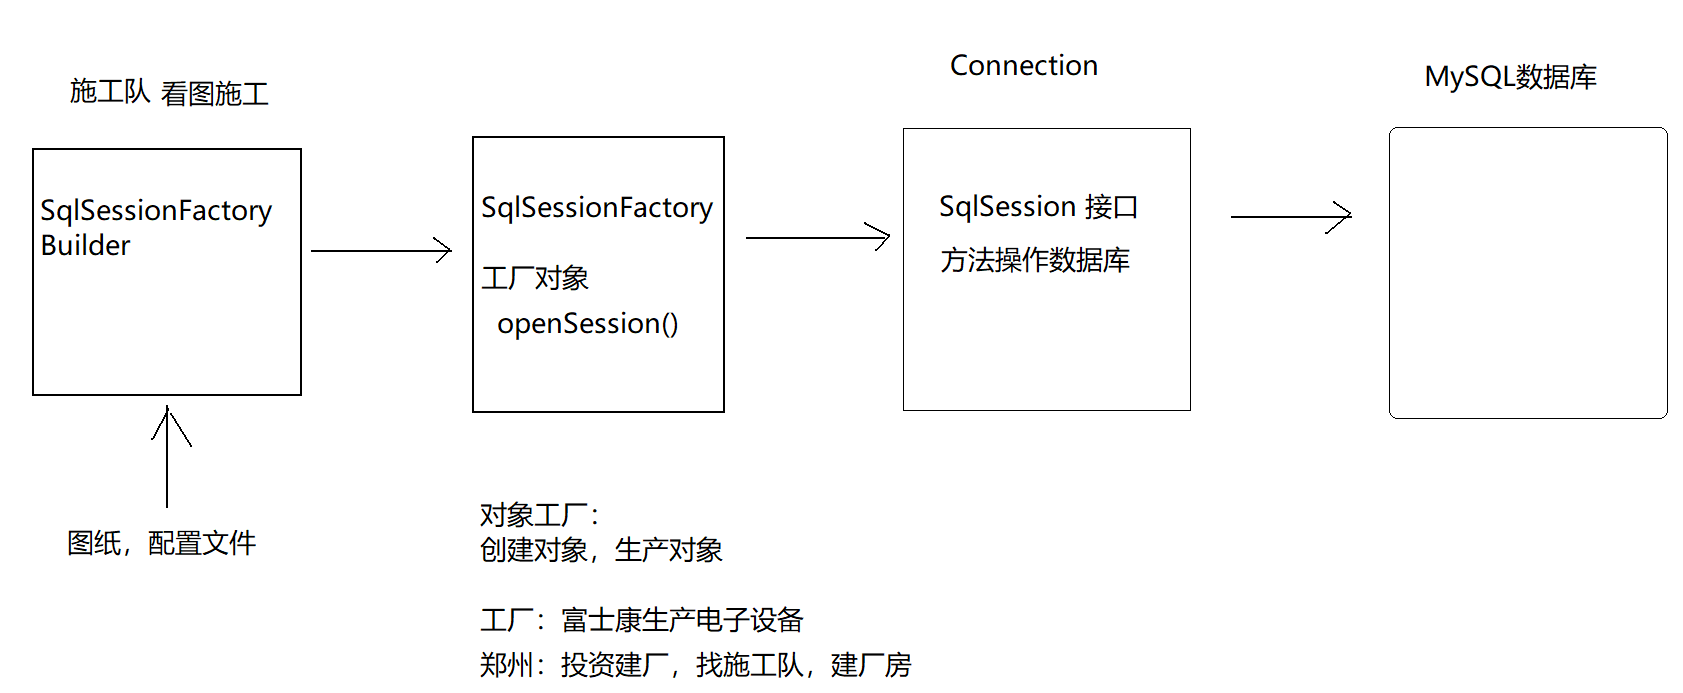 施工队 看图施工
SqlSessionFactory
Builder
图纸，配置文件
SqlSessionFactory
工厂对象
openSession()
对象工厂：
创建对象，生产对象
工厂：富士康生产电子设备
郑州：投资建厂，找施工队，建厂房
Connection
SqlSession 接口
方法操作数据库
MySQL数据库